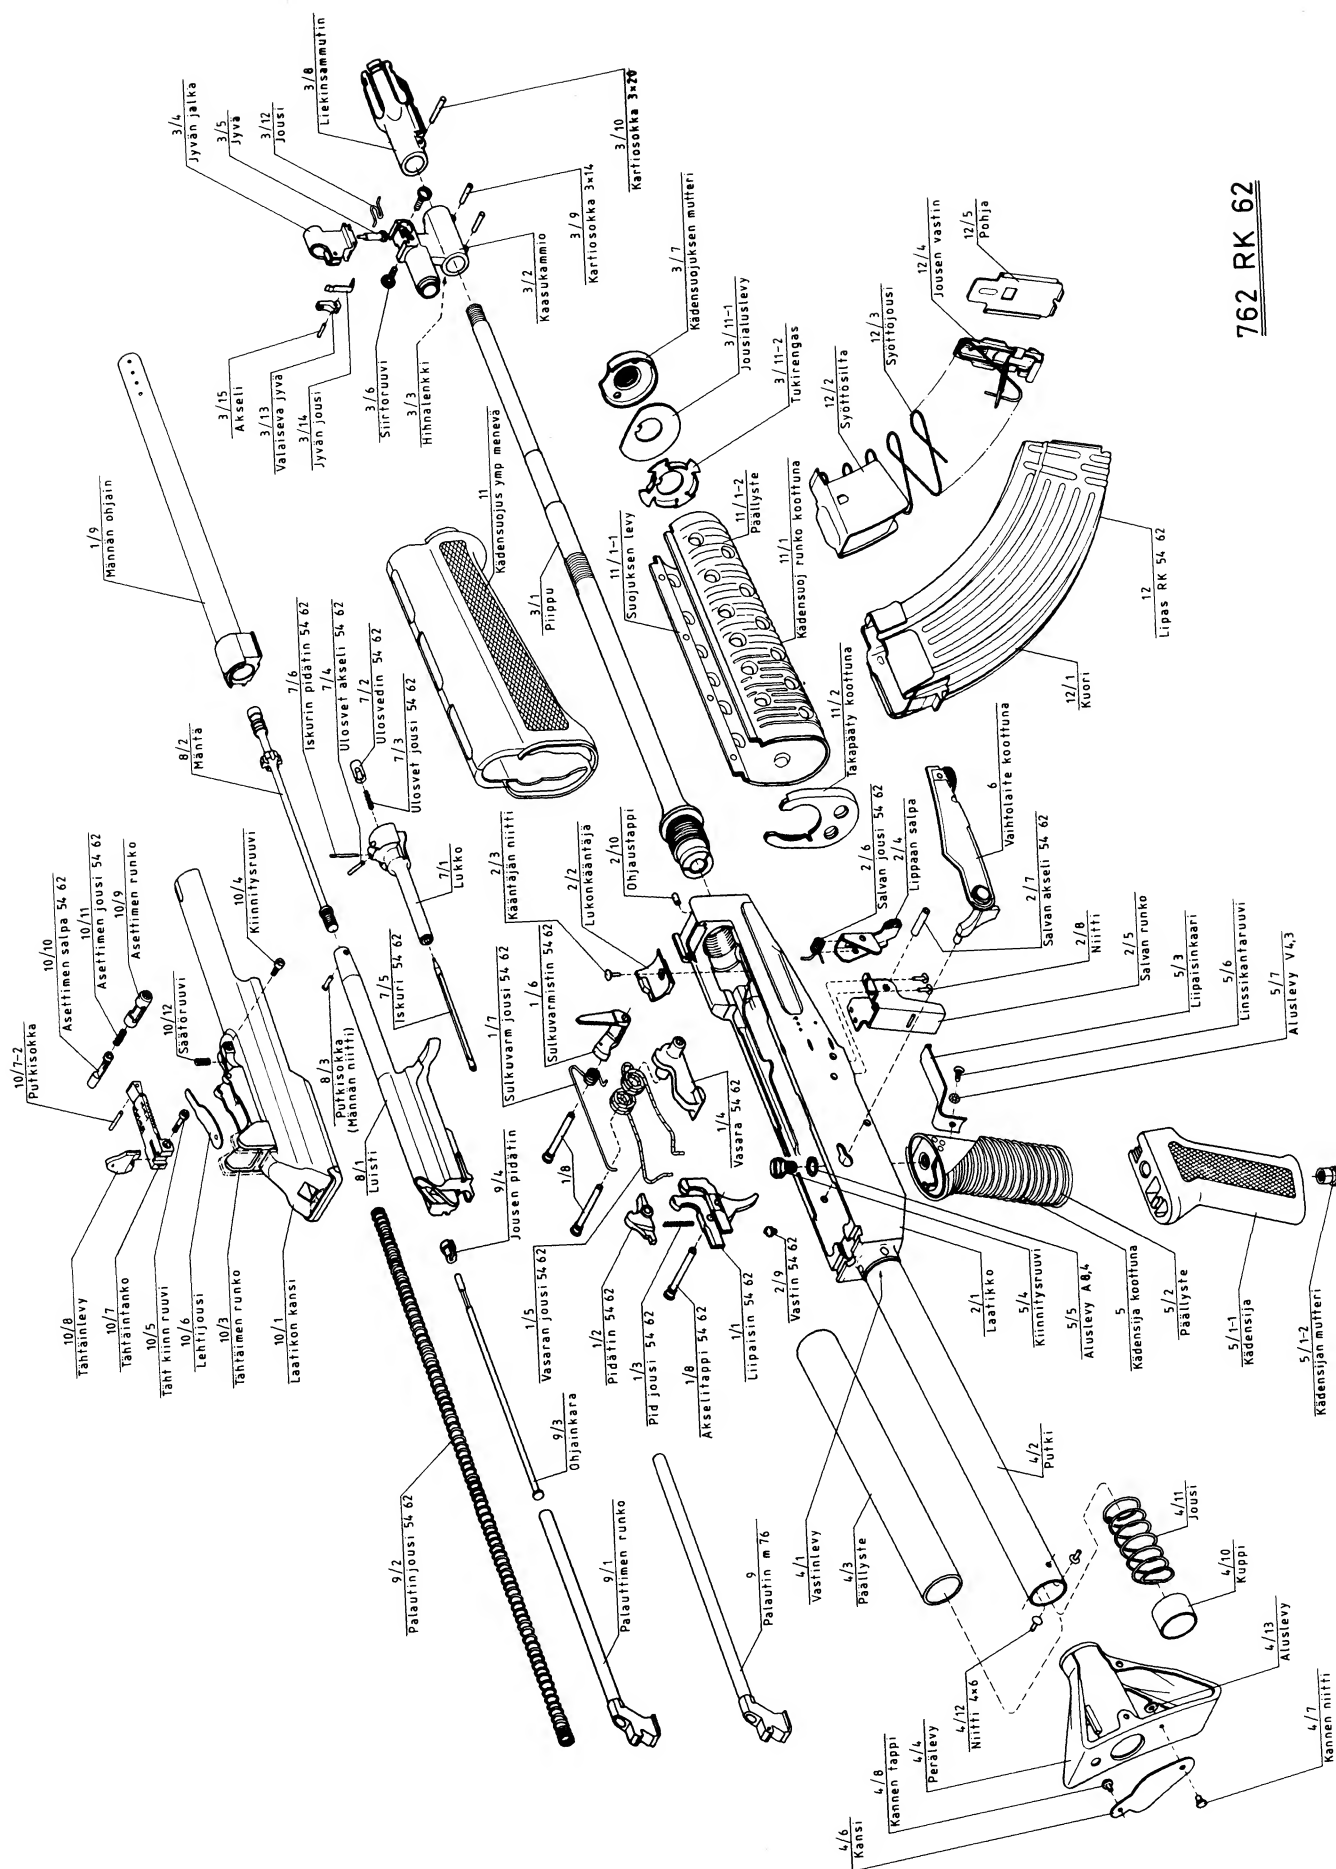 3/8
Liekinsammutin
3/4
Jyvän jalka
3/5
Jyvä
3/12
Jousi
3/10
Kartiosokka 3×20
3/9
Kartiosokka 3×14
3/2
Kaasukammio
3/15
Akseli
3/13
Valaiseva jyvä
3/14
Jyvän jousi
3/6
Siirtoruuvi
3/3
Hihnalenkki
3/7
Kädensuojuksen mutteri
3/11-1
Jousialuslevy
3/11-2
Tukirengas
12/5
Pohja
12/4
Jousen vastin
12/3
Syöttöjousi
12/2
Syöttösilta
762 RK 62
1/9
Männän ohjain
11
Kädensuojus ymp menevä
3/1
Piippu
11/1-1
Suojuksen levy
11/1-2
Päällyste
11/1
Kädensuoj runko koottuna
11/2
Takapääty koottuna
12
Lipas RK 54 62
12/1
Kuori
8/2
Mäntä
7/6
Iskurin pidätin 54 62
7/4
Ulosvet akseli 54 62
7/2
Ulosvedin 54 62
7/3
Ulosvet jousi 54 62
7/1
Lukko
7/5
Iskuri 54 62
2/3
Kääntäjän niitti
2/2
Lukonkääntäjä
2/10
Ohjaustappi
2/6
Salvan jousi 54 62
2/4
Lippaan salpa
6
Vaihtolaite koottuna
2/7
Salvan akseli 54 62
2/8
Niitti
2/5
Salvan runko
5/3
Liipaisinkaari
5/6
Linssikantaruuvi
5/7
Aluslevy V 4,3
10/10
Asettimen salpa 54 62
10/11
Asettimen jousi 54 62
10/9
Asettimen runko
10/4
Kiinnitysruuvi
10/7-2
Putkisokka
10/12
Säätöruuvi
8/3
Putkisokka
(Männän niitti)
8/1
Luisti
1/7
Sulkuvarm jousi 54 62
1/6
Sulkuvarmistin 54 62
1/4
Vasara 54 62
1/8
9/4
Jousen pidätin
10/8
Tähtäinlevy
10/7
Tähtäintanko
10/5
Täht kiinn ruuvi
10/6
Lehtijousi
10/3
Tähtäimen runko
10/1
Laatikon kansi
1/5
Vasaran jousi 54 62
1/2
Pidätin 54 62
1/3
Pid jousi 54 62
1/8
Akselitappi 54 62
1/1
Liipaisin 54 62
2/9
Vastin 54 62
2/1
Laatikko
5/4
Kiinnitysruuvi
5/5
Aluslevy A 8,4
5
Kädensija koottuna
5/2
Päällyste
5/1-1
Kädensija
5/1-2
Kädensijan mutteri
9/2
Palautinjousi 54 62
9/3
Ohjainkara
9/1
Palauttimen runko
9
Palautin m 76
4/1
Vastinlevy
4/3
Päällyste
4/2
Putki
4/11
Jousi
4/10
Kuppi
4/13
Aluslevy
4/12
Niitti 4×6
4/4
Perälevy
4/8
Kannen tappi
4/6
Kansi
4/7
Kannen niitti